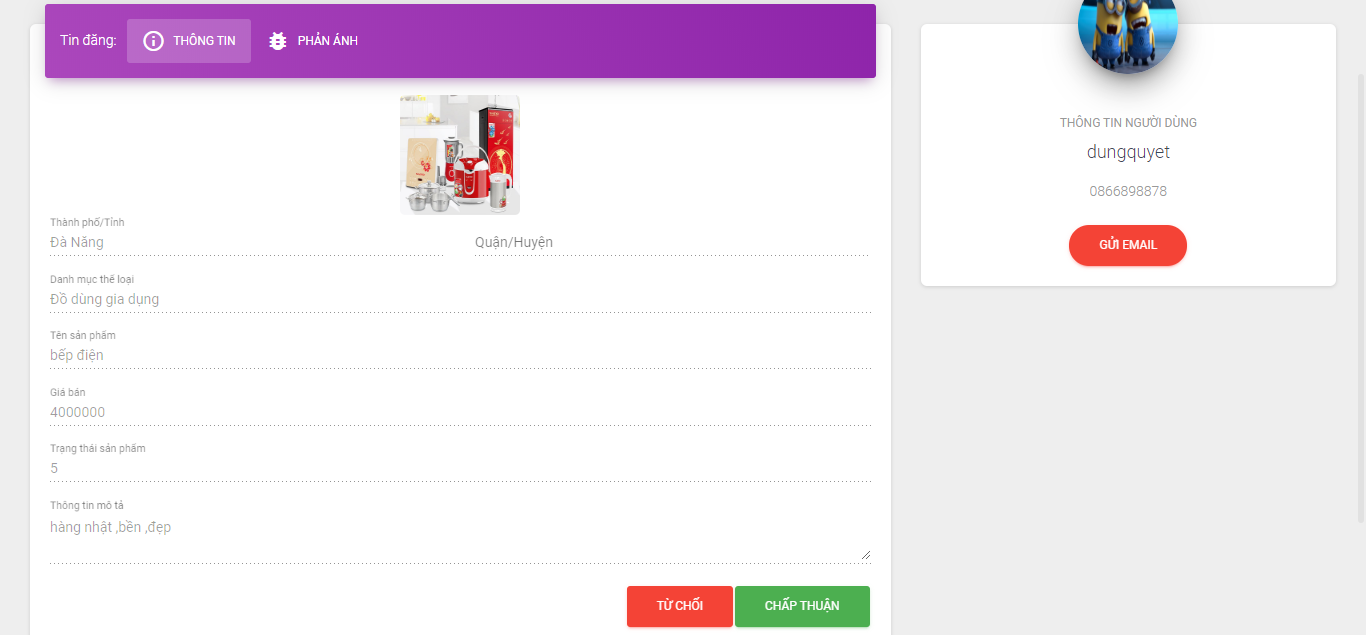 Tin đăng: THÔNG TIN PHẢN ÁNH
Thành phố/Tỉnh
Đà Nẵng
Quận/Huyện
Danh mục thể loại
Đồ dùng gia dụng
Tên sản phẩm
bếp điện
Giá bán
4000000
Trạng thái sản phẩm
5
Thông tin mô tả
hàng nhật ,bền ,đẹp
TỪ CHỐI CHẤP THUẬN
THÔNG TIN NGƯỜI DÙNG
dungquyet
0866898878
GỬI EMAIL